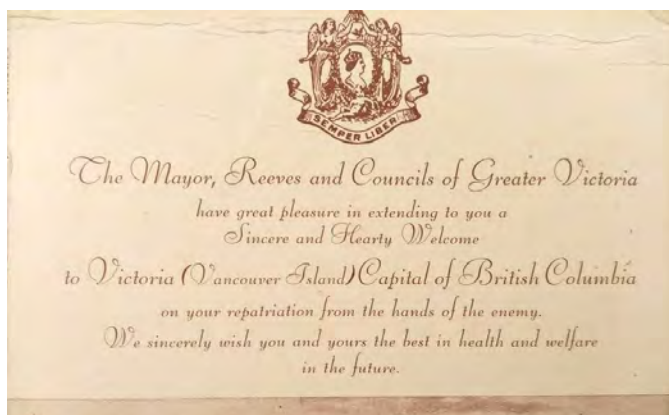 SEMPER LIBER
The Mayor, Reeves and Councils of Greater Victoria
have great pleasure in extending to you a
Sincere and Hearty Welcome
to Victoria (Vancouver Island) Capital of British Columbia
on your repatriation from the hands of the enemy.
We sincerely wish you and yours the best in health and welfare
in the future.